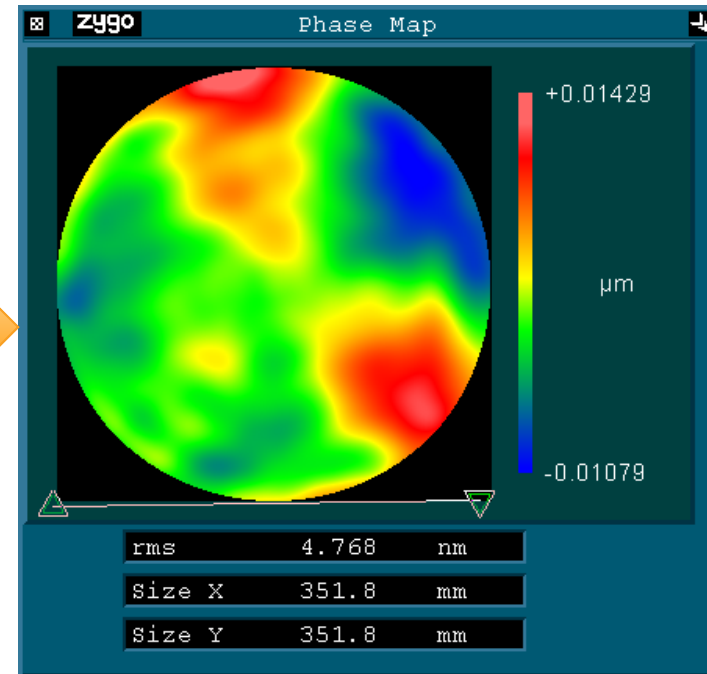 zygo Phase Map
+0.01429
µm
-0.01079
rms 4.768 nm
Size X 351.8 mm
Size Y 351.8 mm